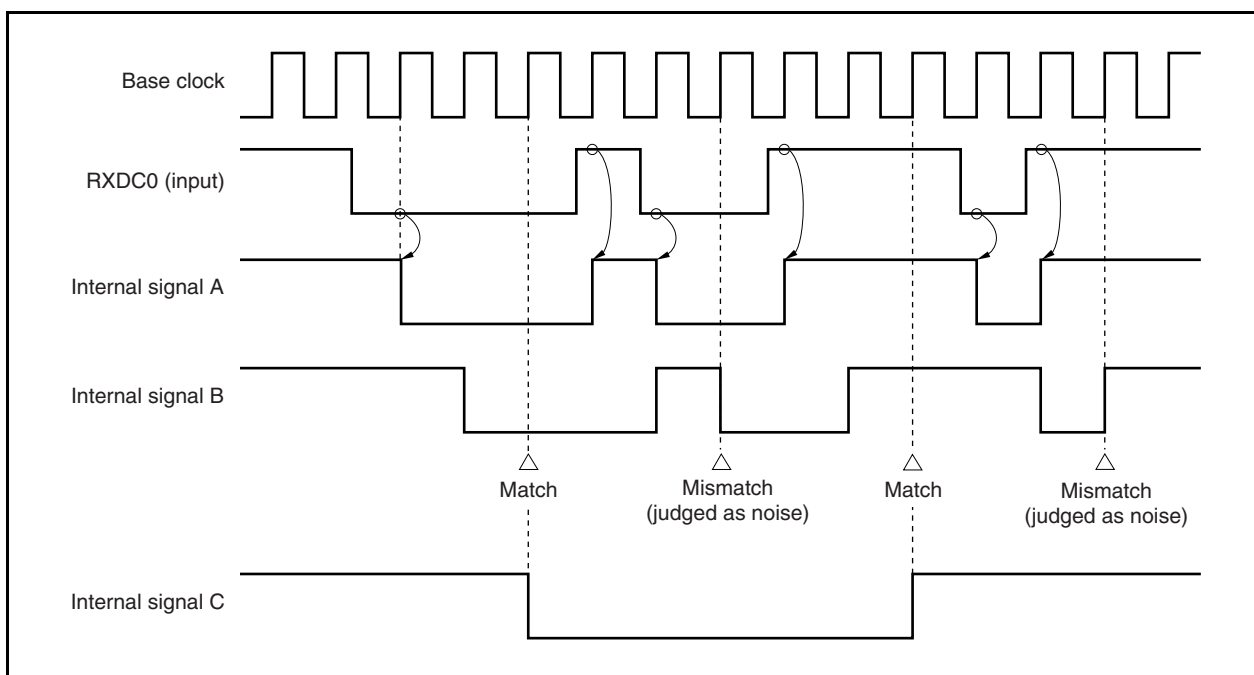 Base clock
RXDC0 (input)
Internal signal A
Internal signal B
Match
Mismatch
(judged as noise)
Match
Mismatch
(judged as noise)
Internal signal C